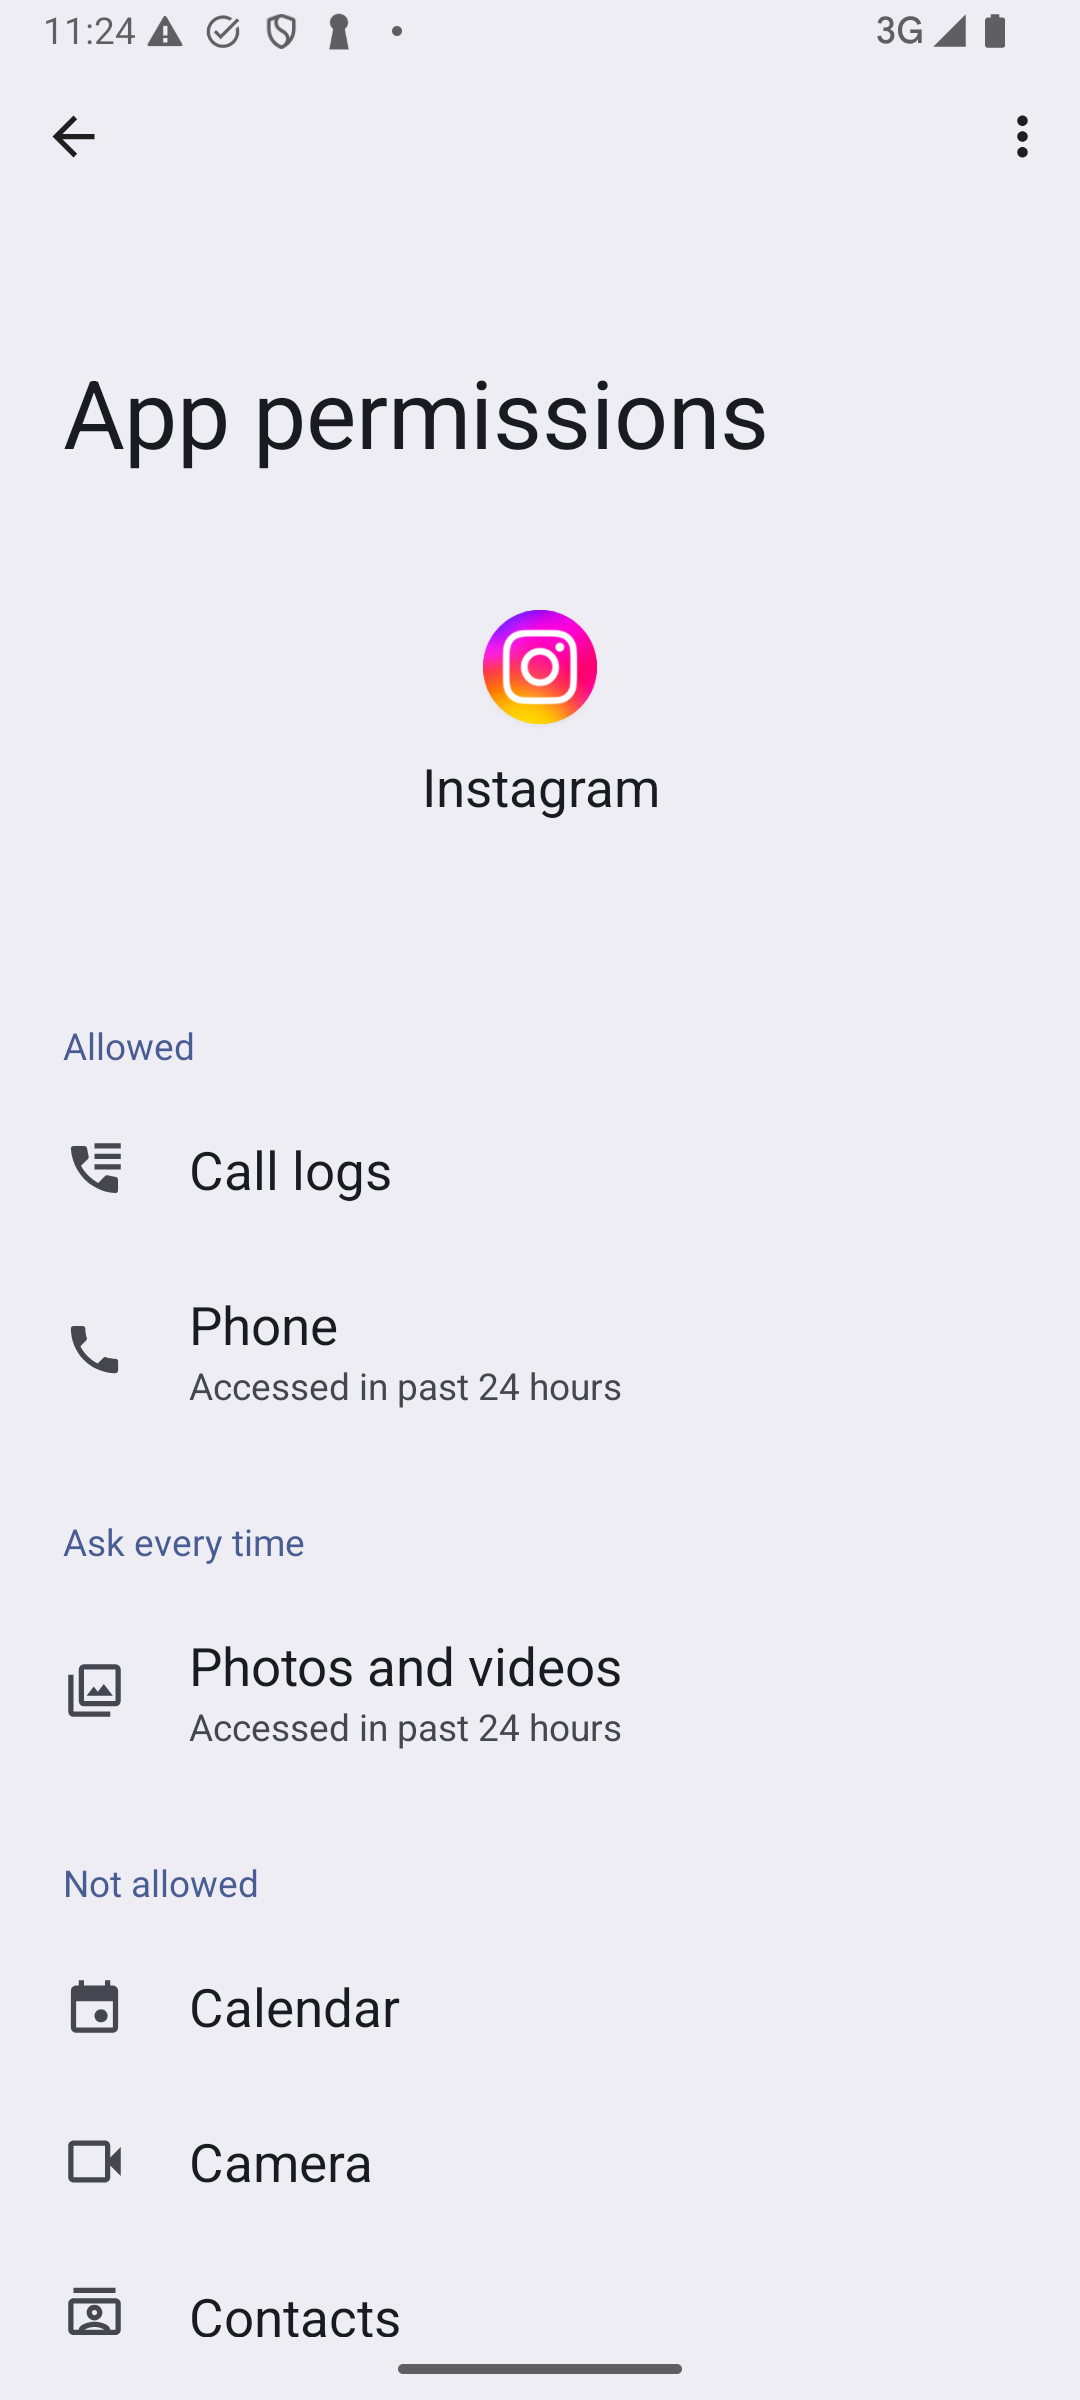 11:24
3G
App permissions
Instagram
Allowed
Call logs
Phone
Accessed in past 24 hours
Ask every time
Photos and videos
Accessed in past 24 hours
Not allowed
Calendar
Camera
Contacts